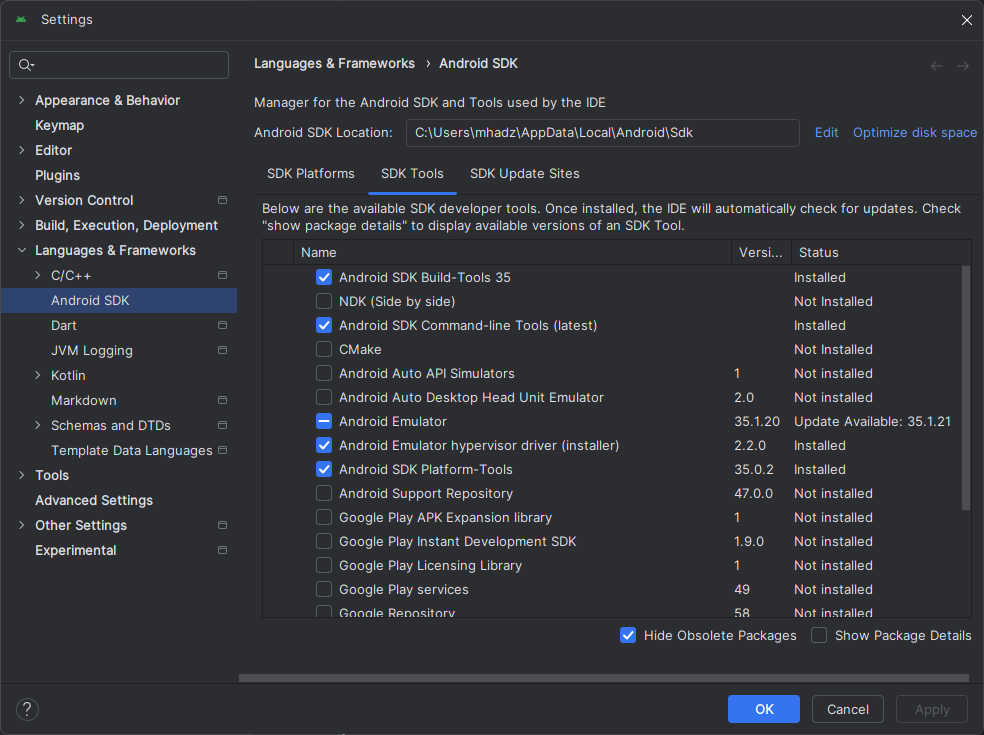 Settings
Appearance & Behavior
Keymap
Editor
Plugins
Version Control
Build, Execution, Deployment
Languages & Frameworks
C/C++
Android SDK
Dart
JVM Logging
Kotlin
Markdown
Schemas and DTDs
Template Data Languages
Tools
Advanced Settings
Other Settings
Experimental
Languages & Frameworks › Android SDK
Manager for the Android SDK and Tools used by the IDE
Android SDK Location: C:\Users\mhadz\AppData\Local\Android\Sdk Edit Optimize disk space
SDK Platforms SDK Tools SDK Update Sites
Below are the available SDK developer tools. Once installed, the IDE will automatically check for updates. Check
"show package details" to display available versions of an SDK Tool.
Name Versi... Status
Android SDK Build-Tools 35 Installed
NDK (Side by side) Not Installed
Android SDK Command-line Tools (latest) Installed
CMake Not Installed
Android Auto API Simulators 1 Not installed
Android Auto Desktop Head Unit Emulator 2.0 Not installed
Android Emulator 35.1.20 Update Available: 35.1.21
Android Emulator hypervisor driver (installer) 2.2.0 Installed
Android SDK Platform-Tools 35.0.2 Installed
Android Support Repository 47.0.0 Not installed
Google Play APK Expansion library 1 Not installed
Google Play Instant Development SDK 1.9.0 Not installed
Google Play Licensing Library 1 Not installed
Google Play services 49 Not installed
Google Repository 58 Not installed
Hide Obsolete Packages Show Package Details
? OK Cancel Apply